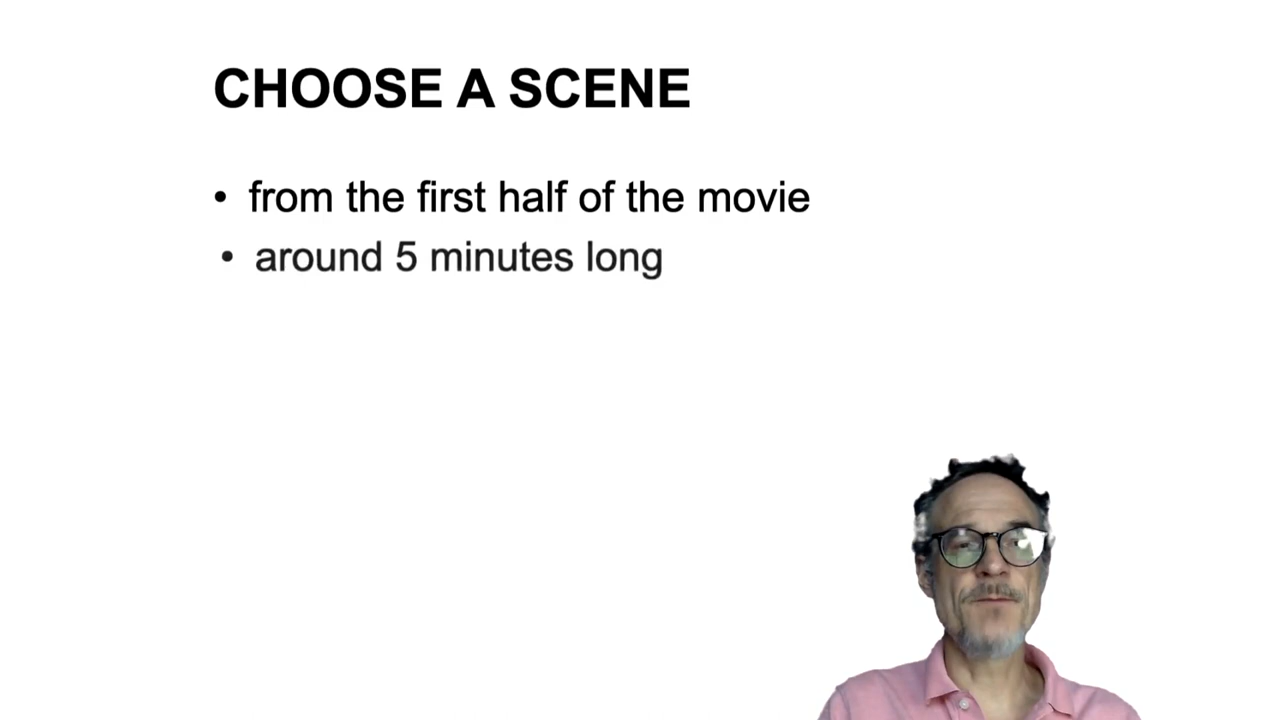 CHOOSE A SCENE
• from the first half of the movie
• around 5 minutes long